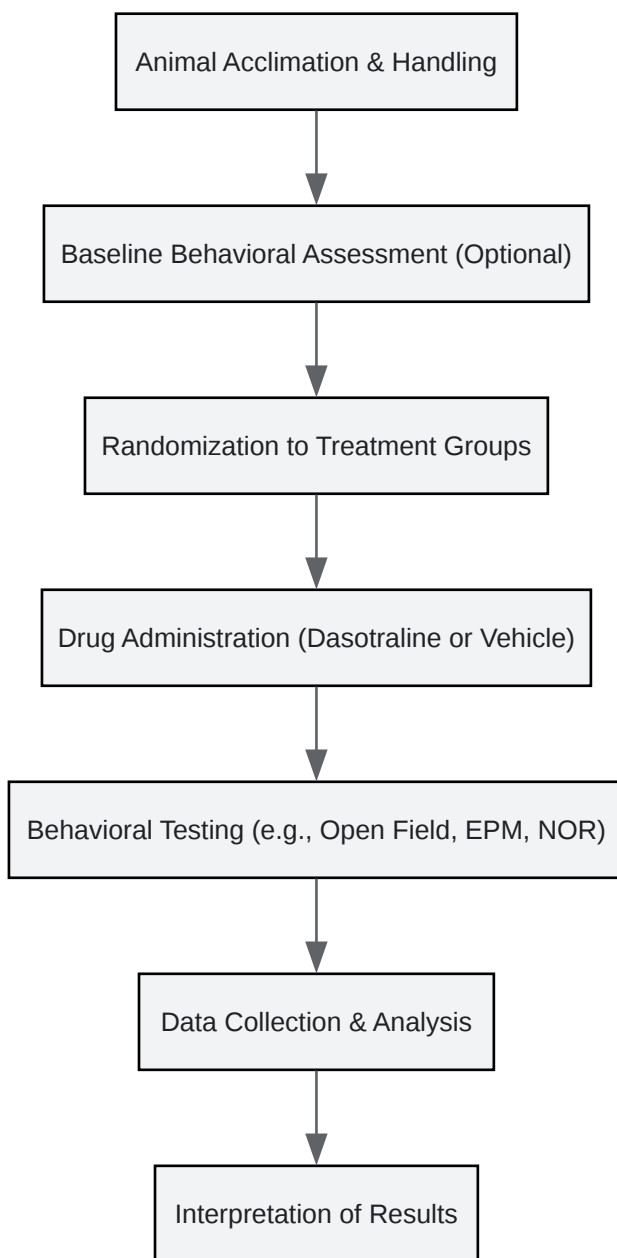 Animal Acclimation & Handling
Baseline Behavioral Assessment (Optional)
Randomization to Treatment Groups
Drug Administration (Dasotraline or Vehicle)
Behavioral Testing (e.g., Open Field, EPM, NOR)
Data Collection & Analysis
Interpretation of Results